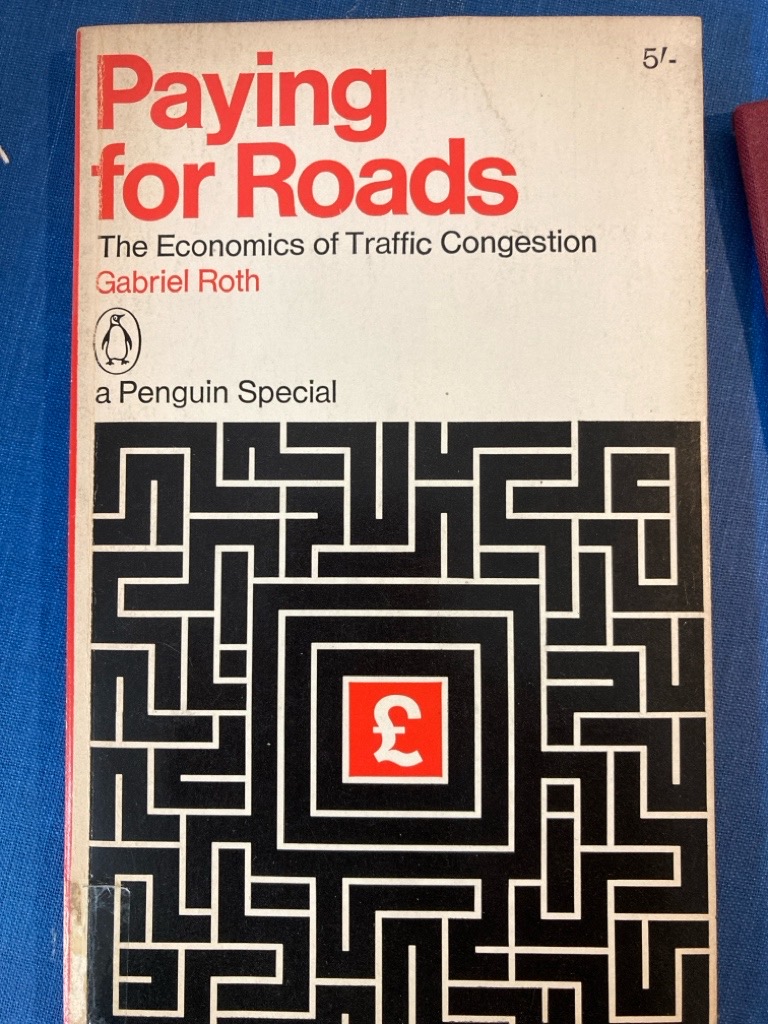 5/-
Paying
for Roads
The Economics of Traffic Congestion
Gabriel Roth
a Penguin Special
£